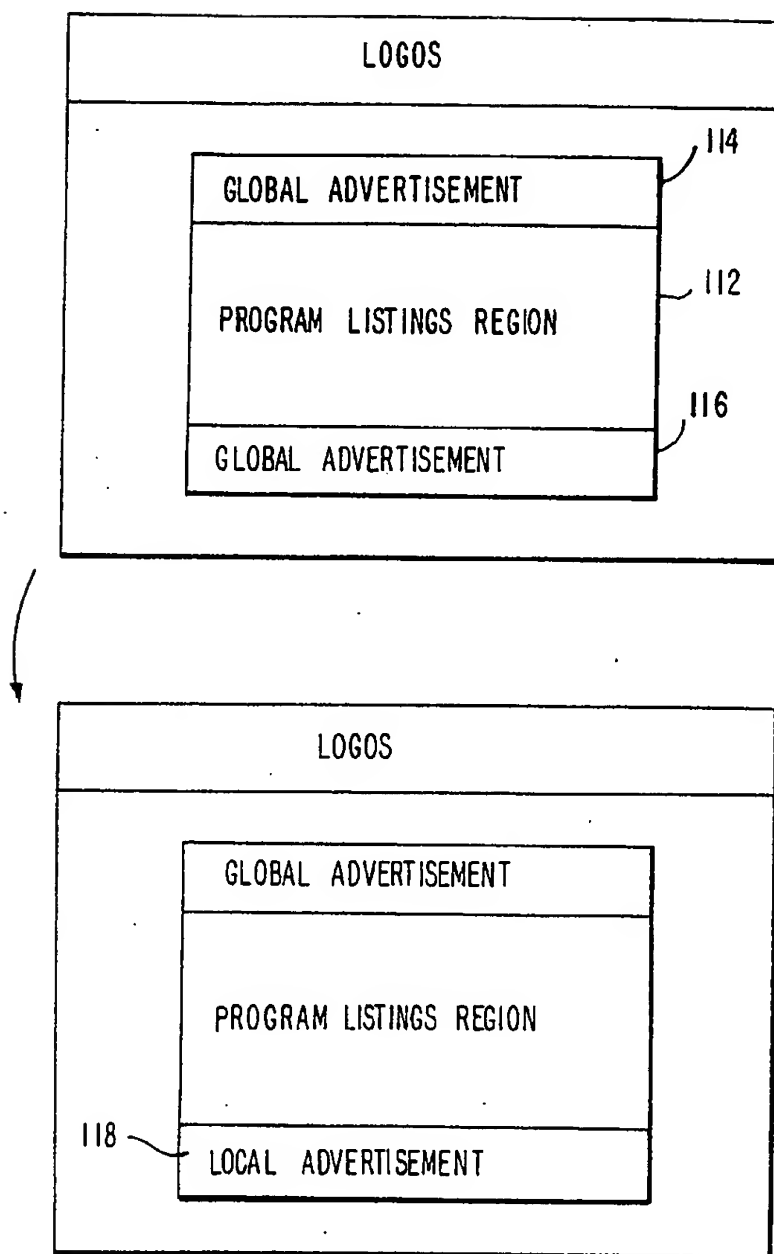 LOGOS
114
GLOBAL ADVERTISEMENT
112
PROGRAM LISTINGS REGION
116
GLOBAL ADVERTISEMENT
LOGOS
GLOBAL ADVERTISEMENT
PROGRAM LISTINGS REGION
118
LOCAL ADVERTISEMENT